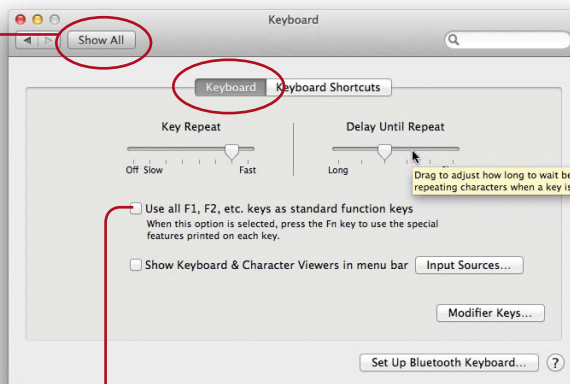 Keyboard
Show All
Keyboard Keyboard Shortcuts
Key Repeat Delay Until Repeat
Off Slow Fast Long
Drag to adjust how long to wait
repeating characters when a key is
Use all F1, F2, etc. keys as standard function keys
When this option is selected, press the Fn key to use the special
features printed on each key.
Show Keyboard & Character Viewers in menu bar Input Sources...
Modifier Keys...
Set Up Bluetooth Keyboard... ?